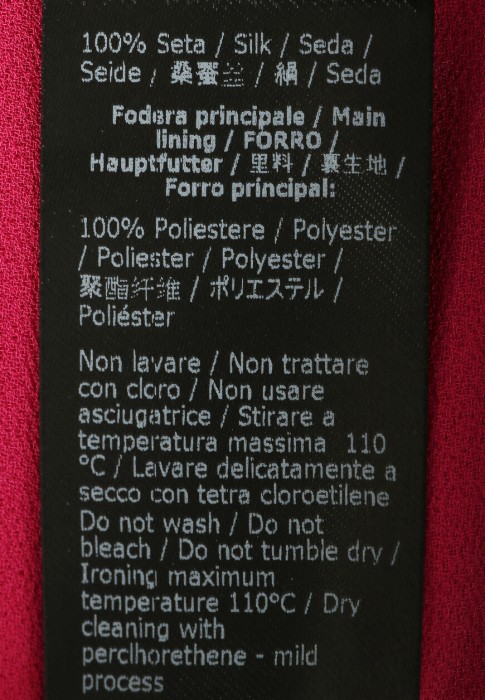 100% Seta / Silk / Seda /
Seide / 桑蚕丝 / 絹 / Seda
Fodera principale / Main
lining / FORRO /
Hauptfutter / 里料 / 裏生地 /
Forro principal:
100% Poliestere / Polyester
/ Poliester / Polyester /
聚酯纤维 / ポリエステル /
Poliéster
Non lavare / Non trattare
con cloro / Non usare
asciugatrice / Stirare a
temperatura massima 110
°C / Lavare delicatamente a
secco con tetra cloroetilene
Do not wash / Do not
bleach / Do not tumble dry /
Ironing maximum
temperature 110°C / Dry
cleaning with
perclhorethene - mild
process